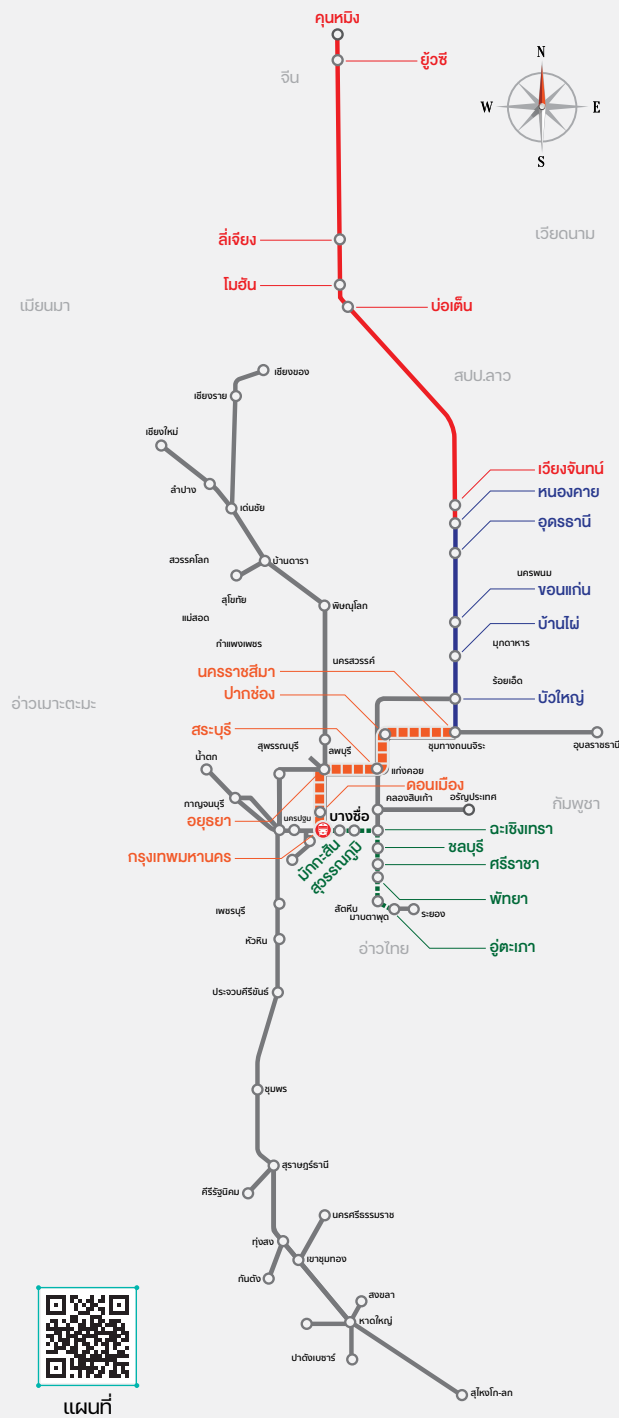 คุนหมิง
ยู้วซี
จีน
N
W
E
S
ลี่เจียง
เวียดนาม
โมฮัน
เมียนมา
บ่อเต็น
สปป.ลาว
เชียงของ
เชียงราย
เชียงใหม่
เวียงจันทน์
ลำปาง
หนองคาย
เด่นชัย
อุดรธานี
สวรรคโลก
บ้านดารา
นครพนม
ขอนแก่น
สุโขทัย
พิษณุโลก
แม่สอด
บ้านไผ่
กำแพงเพชร
มุกดาหาร
นครสวรรค์
นครราชสีมา
ร้อยเอ็ด
ปากช่อง
บัวใหญ่
อ่าวเมาะตะมะ
สระบุรี
สุพรรณบุรี
ลพบุรี
ชุมทางถนนจิระ
อุบลราชธานี
น้ำตก
แก่งคอย
ดอนเมือง
กาญจนบุรี
คลองสิบเก้า
อรัญประเทศ
กัมพูชา
อยุธยา
นครปฐม
บางซื่อ
ฉะเชิงเทรา
กรุงเทพมหานคร
มักกะสัน
สุวรรณภูมิ
ชลบุรี
ศรีราชา
พัทยา
เพชรบุรี
สัตหีบ
มาบตาพุด
ระยอง
หัวหิน
อ่าวไทย
อู่ตะเภา
ประจวบคีรีขันธ์
ชุมพร
สุราษฎร์ธานี
คีรีรัฐนิคม
นครศรีธรรมราช
ทุ่งสง
เขาชุมทอง
กันตัง
สงขลา
หาดใหญ่
ปาดังเบซาร์
สุไหงโก-ลก
แผนที่